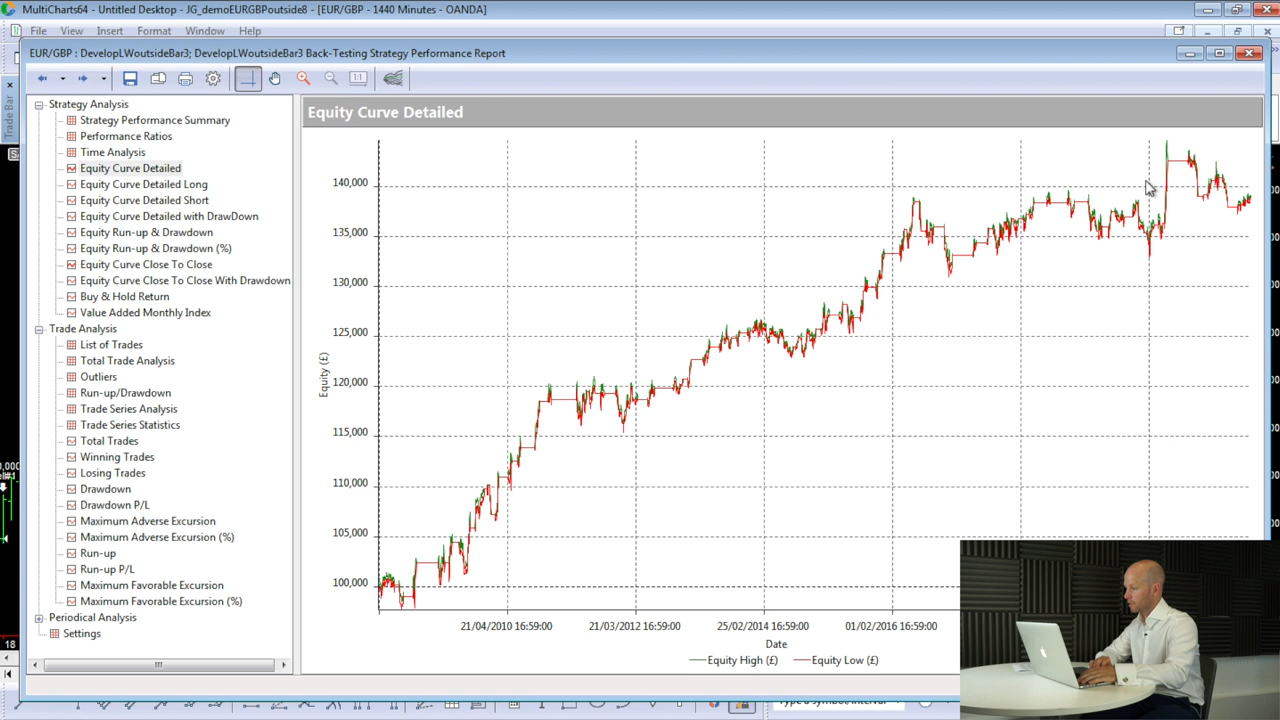 MultiCharts64 - Untitled Desktop - JG_demoEURGBPoutside8 - [EUR/GBP - 1440 Minutes - OANDA]
File View Insert Format Window Help
EUR/GBP : DevelopLWoutsideBar3; DevelopLWoutsideBar3 Back-Testing Strategy Performance Report
1:1
Trade Bar
Strategy Analysis
Strategy Performance Summary
Performance Ratios
Time Analysis
Equity Curve Detailed
Equity Curve Detailed Long
Equity Curve Detailed Short
Equity Curve Detailed with DrawDown
Equity Run-up & Drawdown
Equity Run-up & Drawdown (%)
Equity Curve Close To Close
Equity Curve Close To Close With Drawdown
Buy & Hold Return
Value Added Monthly Index
Trade Analysis
List of Trades
Total Trade Analysis
Outliers
Run-up/Drawdown
Trade Series Analysis
Trade Series Statistics
Total Trades
Winning Trades
Losing Trades
Drawdown
Drawdown P/L
Maximum Adverse Excursion
Maximum Adverse Excursion (%)
Run-up
Run-up P/L
Maximum Favorable Excursion
Maximum Favorable Excursion (%)
Periodical Analysis
Settings
18
Equity Curve Detailed
140,000
135,000
130,000
125,000
120,000
115,000
110,000
105,000
100,000
Equity (£)
21/04/2010 16:59:00 21/03/2012 16:59:00 25/02/2014 16:59:00 01/02/2016 16:59:00
Date
Equity High (£) Equity Low (£)